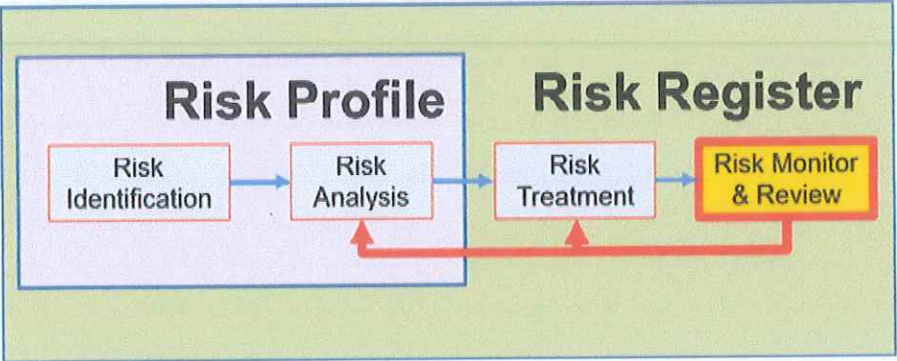 Risk Profile
Risk Register
Risk
Identification
Risk
Analysis
Risk
Treatment
Risk Monitor
& Review